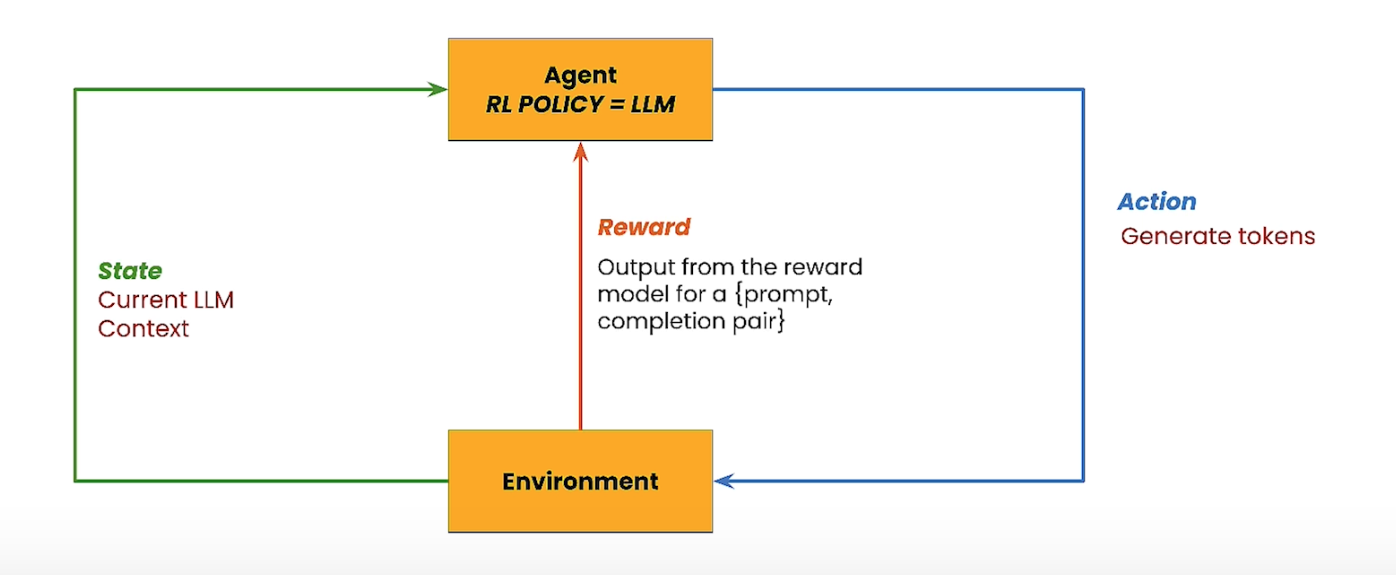 Agent
RL POLICY = LLM
Action
Generate tokens
Reward
Output from the reward
model for a {prompt,
completion pair}
State
Current LLM
Context
Environment